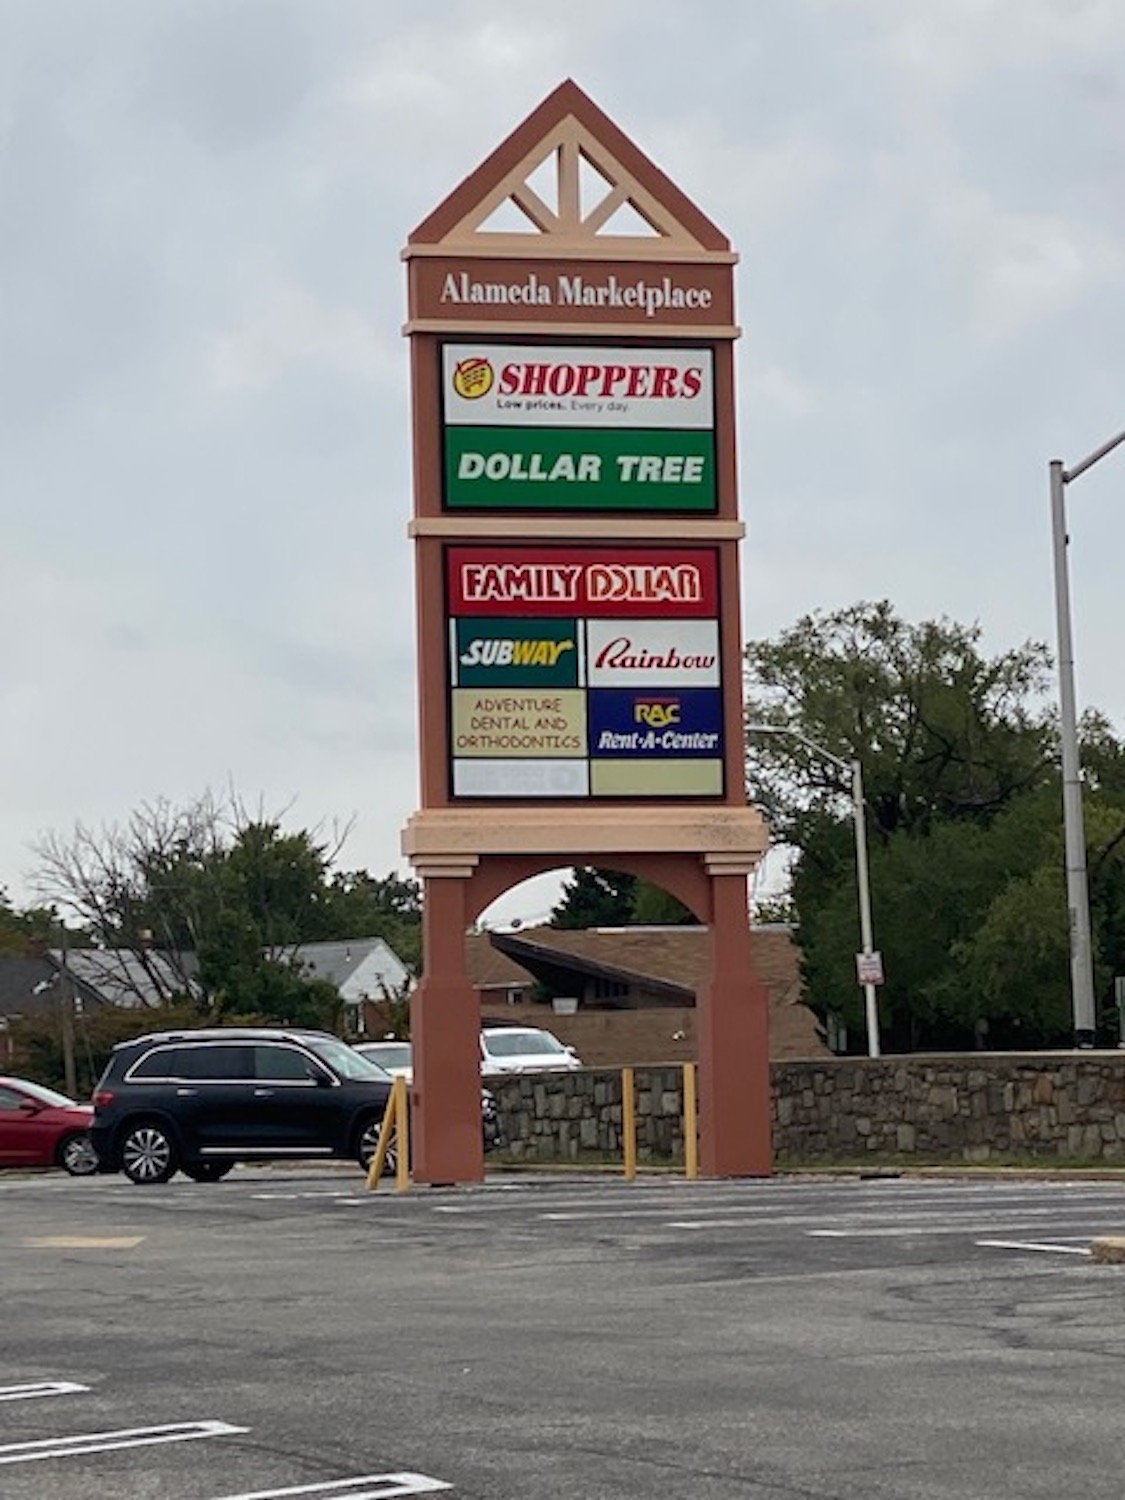 Alameda Marketplace
SHOPPERS
Low prices. Every day.
DOLLAR TREE
FAMILY DOLLAR
SUBWAY
Rainbow
ADVENTURE
DENTAL AND
ORTHODONTICS
RAC
Rent-A-Center